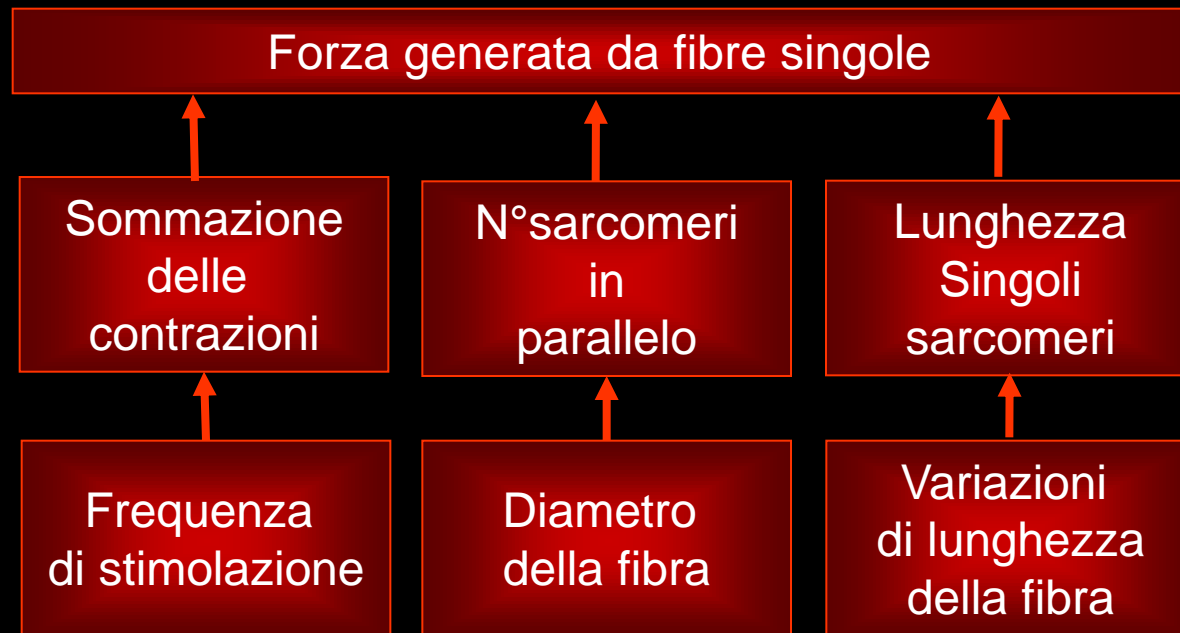 Forza generata da fibre singole
Sommazione
delle
contrazioni
N°sarcomeri
in
parallelo
Lunghezza
Singoli
sarcomeri
Frequenza
di stimolazione
Diametro
della fibra
Variazioni
di lunghezza
della fibra